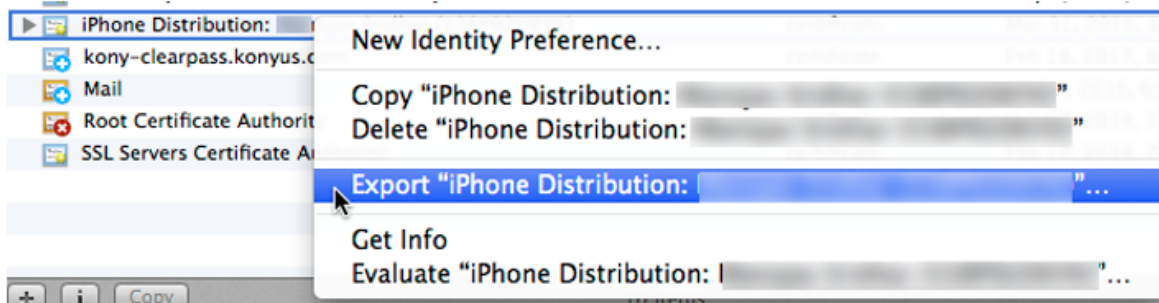 iPhone Distribution:
New Identity Preference...
kony-clearpass.konyus.c
Copy “iPhone Distribution: ”
Mail
Delete “iPhone Distribution: ”
Root Certificate Authorit
SSL Servers Certificate A
Export “iPhone Distribution: ”...
Get Info
Evaluate “iPhone Distribution: ”...
+ i Copy